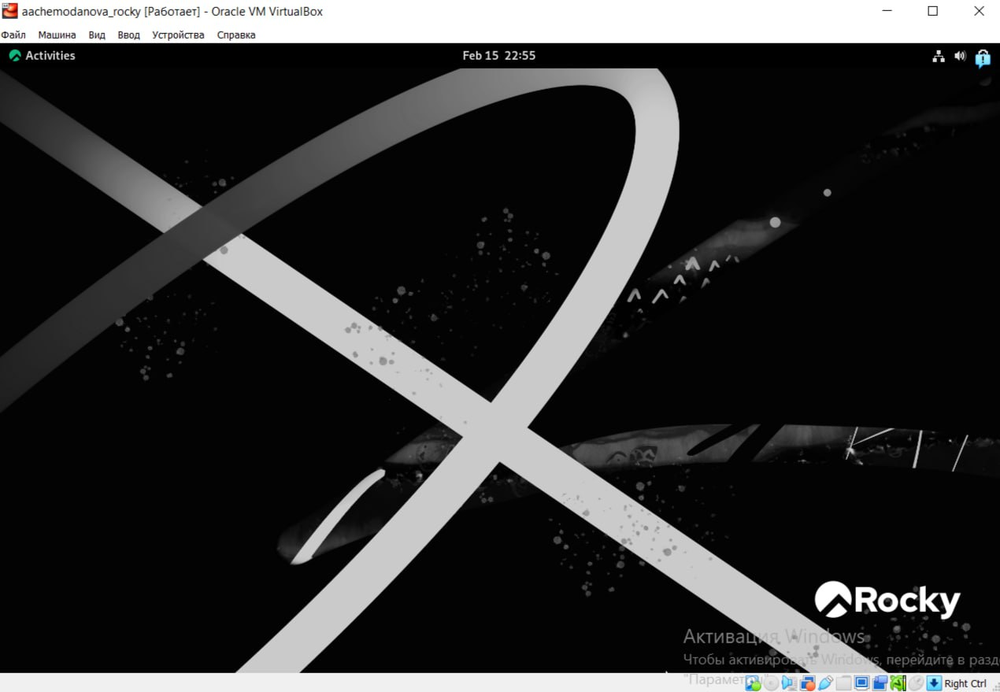 aachemodanova_rocky [Работает] - Oracle VM VirtualBox
Файл Машина Вид Ввод Устройства Справка
Activities Feb 15 22:55
Rocky
Активация Windows
Чтобы активировать Windows, перейдите в разд
"Парамет
Right Ctrl